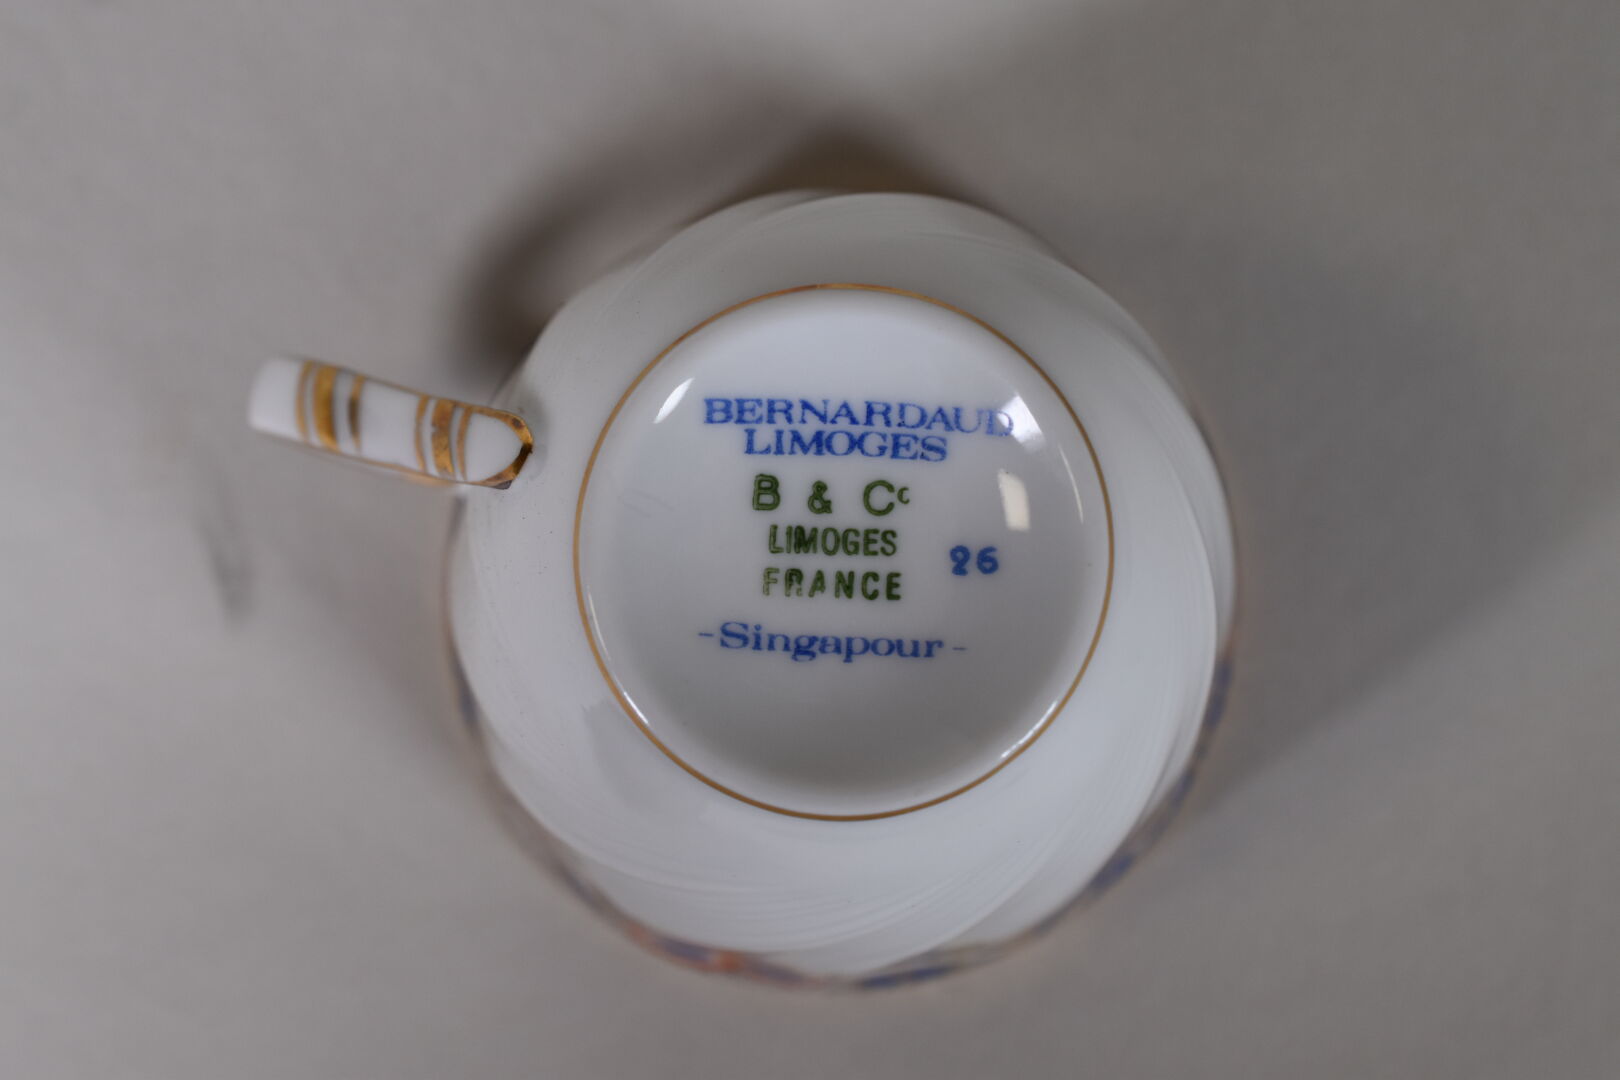 BERNARDAUD
LIMOGES
B & Cᶜ
LIMOGES
FRANCE
26
-Singapour-